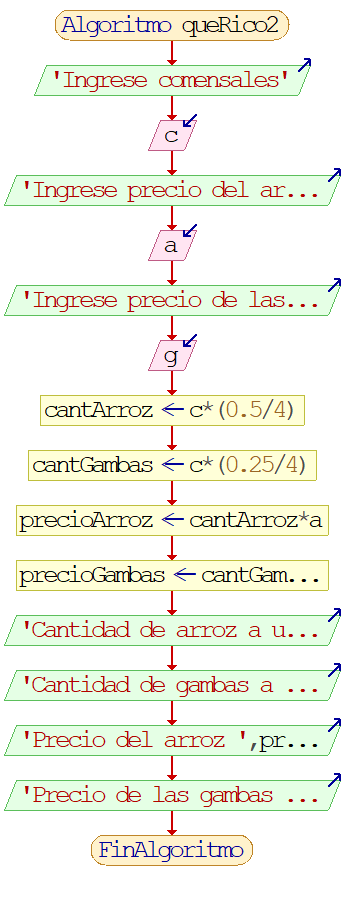 Algoritmo queRico2
'Ingrese comensales'
c
'Ingrese precio del ar...
a
'Ingrese precio de las...
g
cantArroz ← c*(0.5/4)
cantGambas ← c*(0.25/4)
precioArroz ← cantArroz*a
precioGambas ← cantGam...
'Cantidad de arroz a u...
'Cantidad de gambas a ...
'Precio del arroz ',pr...
'Precio de las gambas ...
FinAlgoritmo